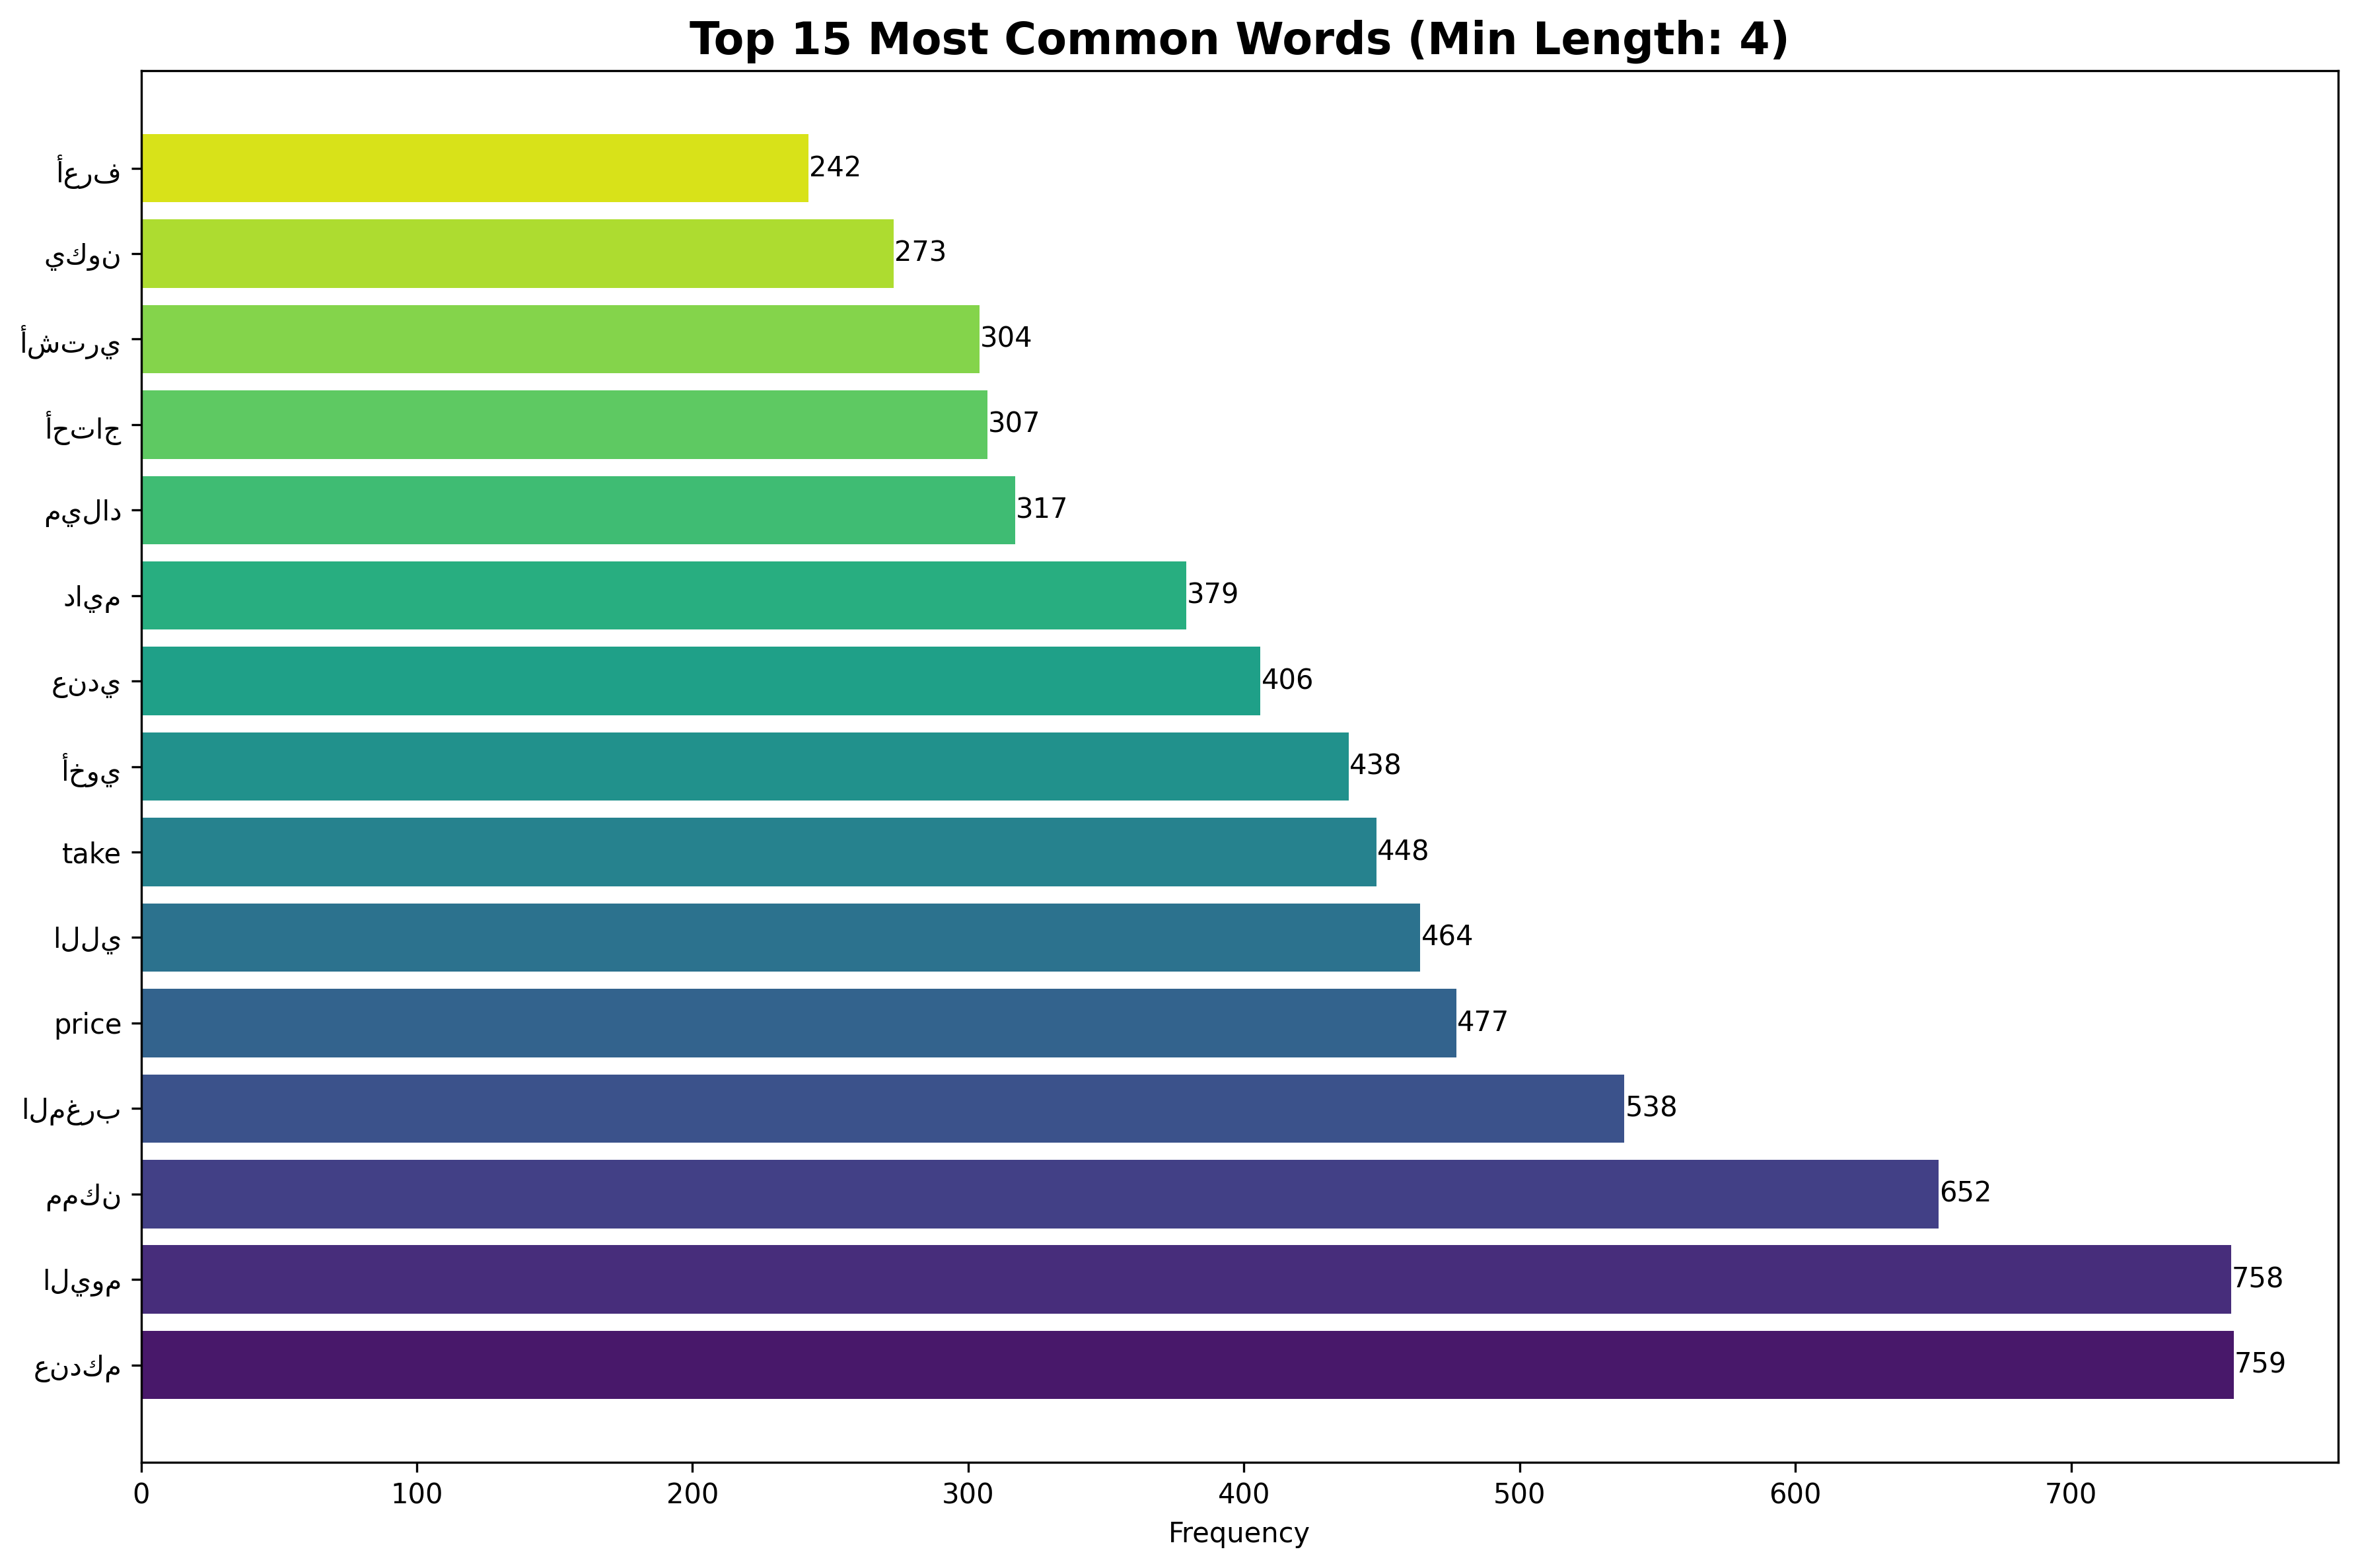 Top 15 Most Common Words (Min Length: 4)
أعرف 242
يكون 273
أشتري 304
أحتاج 307
ميلاد 317
دايم 379
عندي 406
أخوي 438
take 448
اللي 464
price 477
المغرب 538
ممكن 652
اليوم 758
عندكم 759
0 100 200 300 400 500 600 700
Frequency